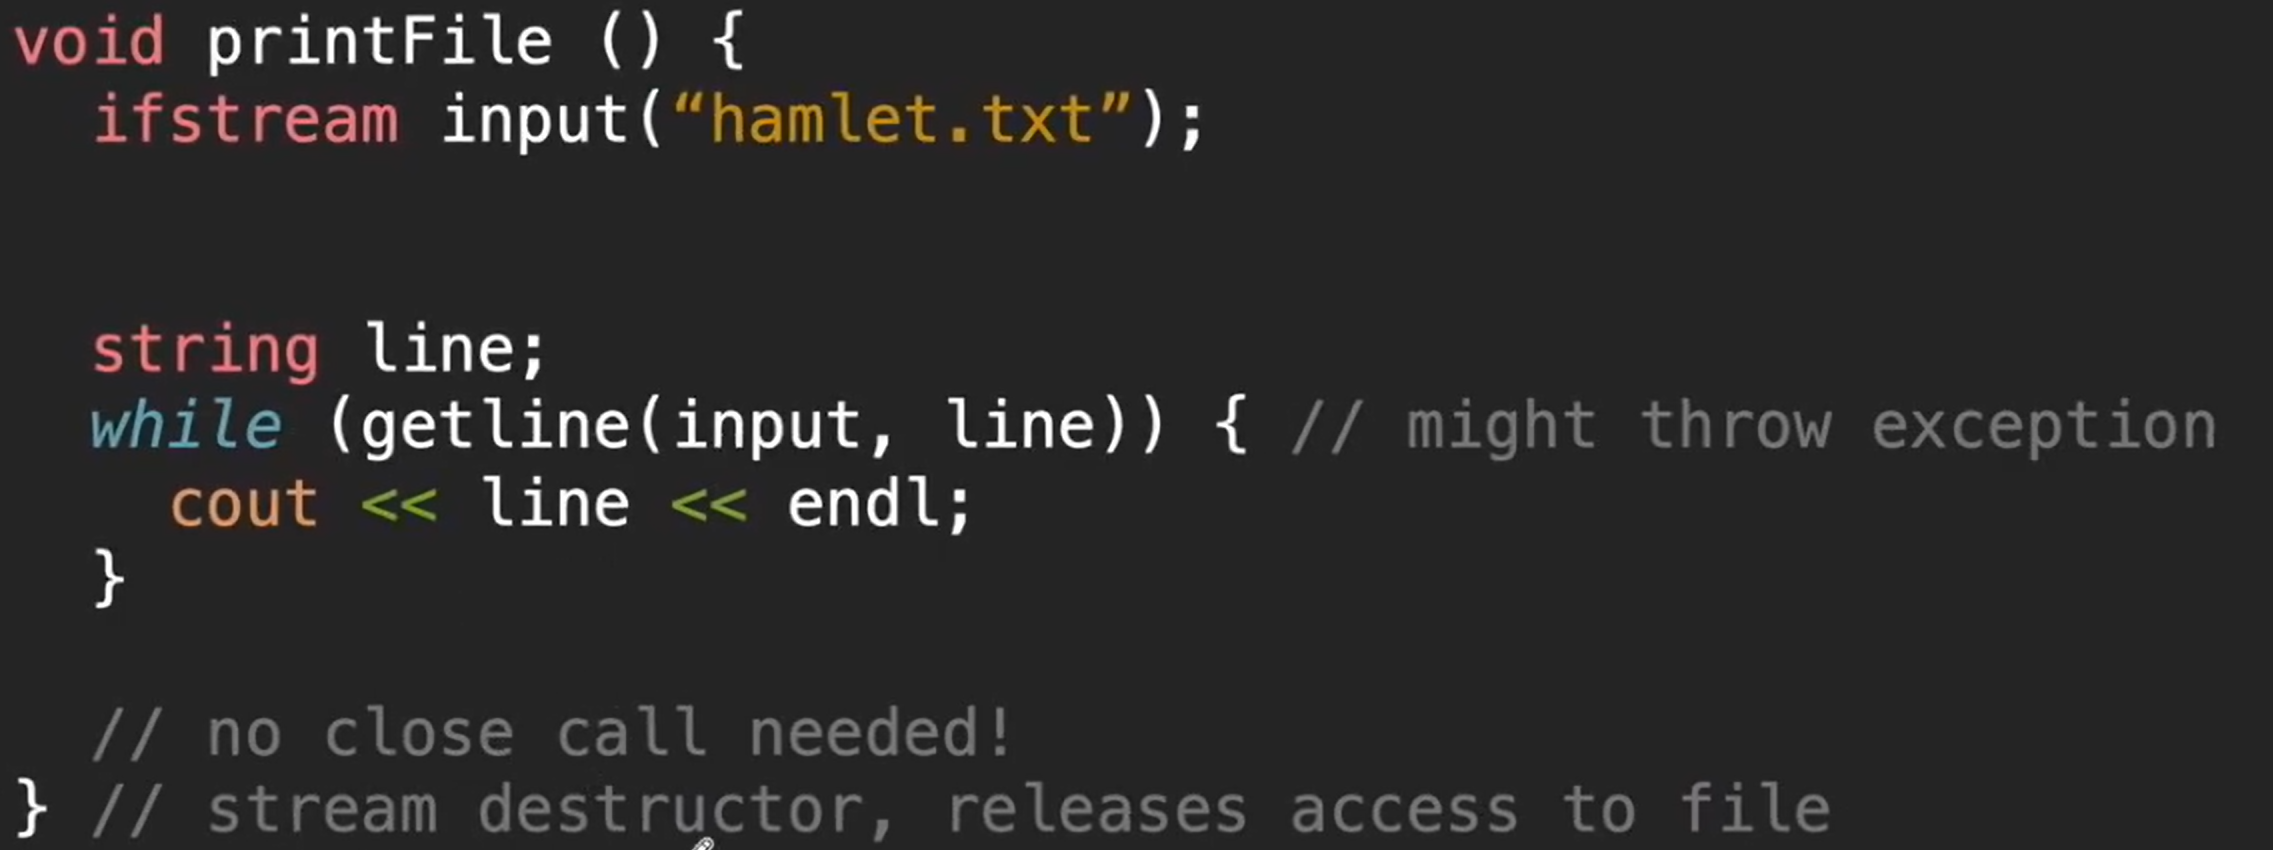 void printFile () {
  ifstream input(“hamlet.txt”);
  string line;
  while (getline(input, line)) { // might throw exception
    cout << line << endl;
  }
  // no close call needed!
} // stream destructor, releases access to file